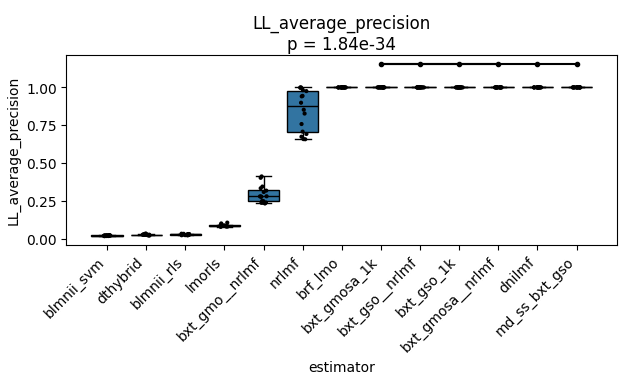 LL_average_precision
p = 1.84e-34
LL_average_precision
1.00
0.75
0.50
0.25
0.00
blmnii_svm
dthybrid
blmnii_rls
lmorls
bxt_gmo__nrlmf
nrlmf
brf_lmo
bxt_gmosa_1k
bxt_gso__nrlmf
bxt_gso_1k
bxt_gmosa__nrlmf
dnilmf
md_ss_bxt_gso
estimator